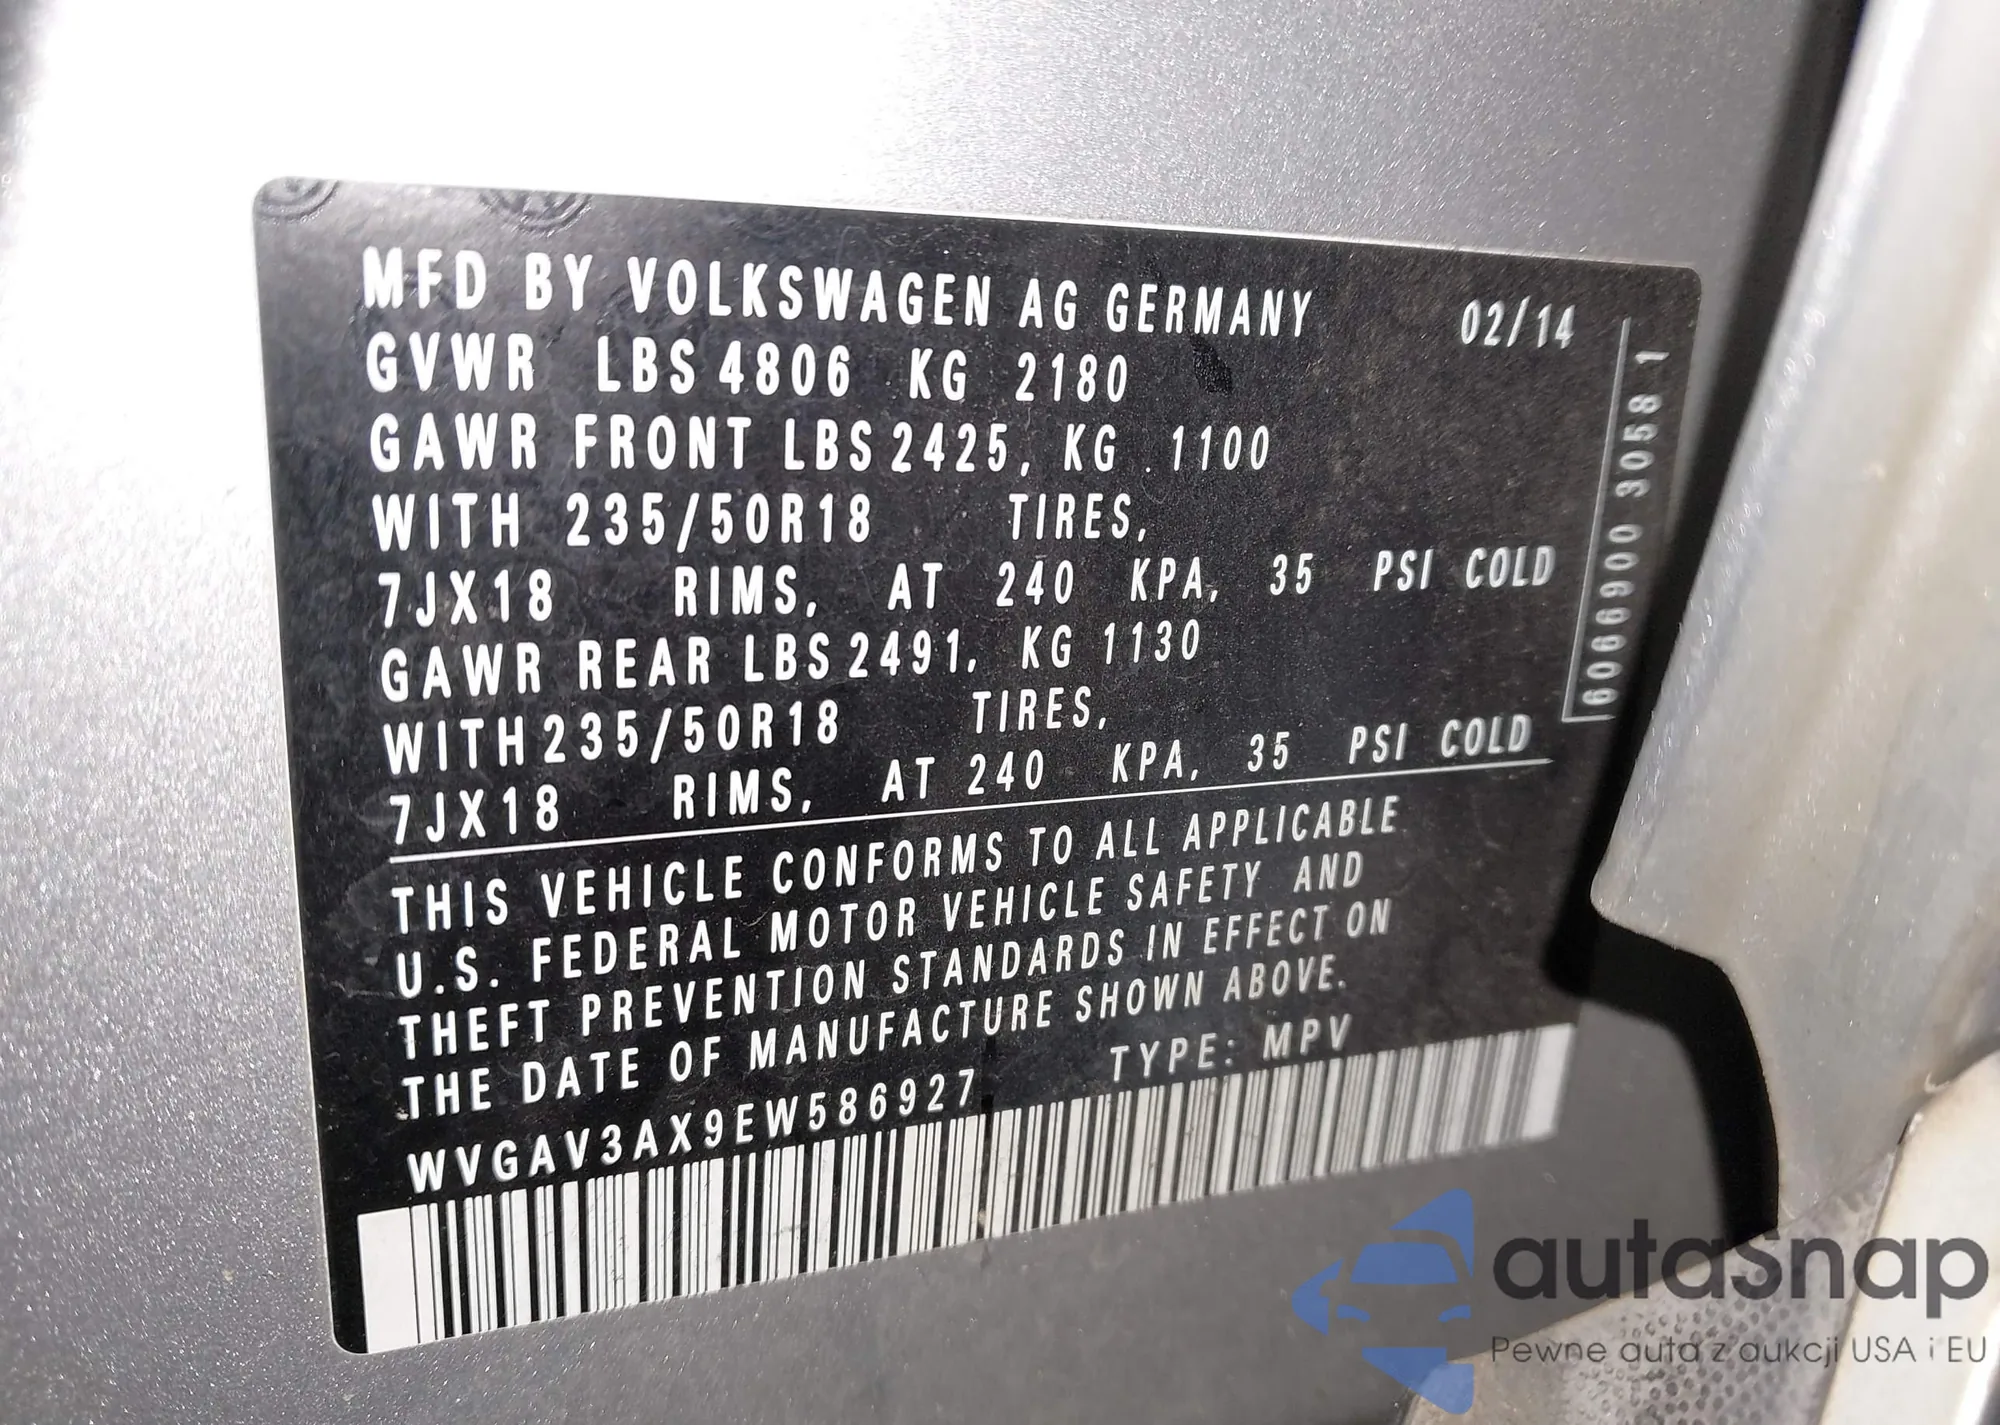 MFD BY VOLKSWAGEN AG GERMANY 02/14
GVWR LBS 4806 KG 2180
GAWR FRONT LBS 2425, KG 1100
WITH 235/50R18 TIRES,
7JX18 RIMS, AT 240 KPA, 35 PSI COLD
GAWR REAR LBS 2491, KG 1130
WITH 235/50R18 TIRES,
7JX18 RIMS, AT 240 KPA, 35 PSI COLD
THIS VEHICLE CONFORMS TO ALL APPLICABLE
U.S. FEDERAL MOTOR VEHICLE SAFETY AND
THEFT PREVENTION STANDARDS IN EFFECT ON
THE DATE OF MANUFACTURE SHOWN ABOVE.
WVGAV3AX9EW586927 TYPE: MPV
6066900 3058 1
autasnap
Pewne auta z aukcji USA i EU